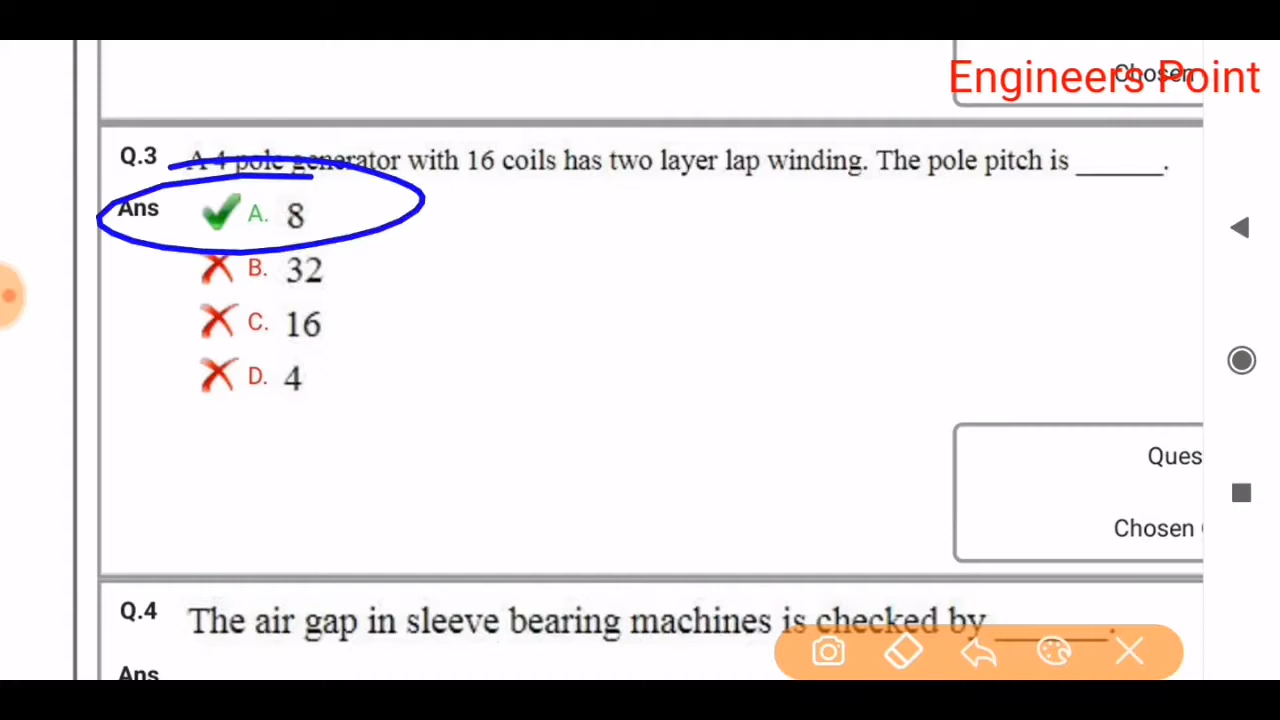 Engineers Point
Chosen
Q.3 A 4 pole generator with 16 coils has two layer lap winding. The pole pitch is ______.
Ans A. 8
B. 32
C. 16
D. 4
Ques
Chosen
Q.4 The air gap in sleeve bearing machines is checked by ______.
Ans